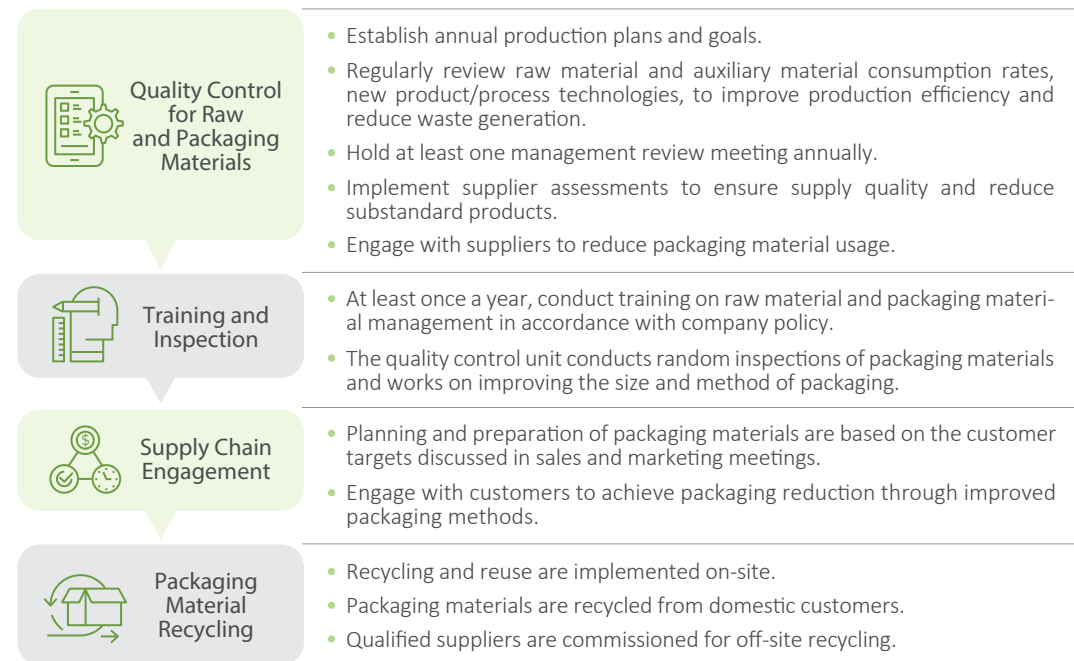 Quality Control
for Raw
and Packaging
Materials
• Establish annual production plans and goals.
• Regularly review raw material and auxiliary material consumption rates,
new product/process technologies, to improve production efficiency and
reduce waste generation.
• Hold at least one management review meeting annually.
• Implement supplier assessments to ensure supply quality and reduce
substandard products.
• Engage with suppliers to reduce packaging material usage.
Training and
Inspection
• At least once a year, conduct training on raw material and packaging materi-
al management in accordance with company policy.
• The quality control unit conducts random inspections of packaging materials
and works on improving the size and method of packaging.
$
Supply Chain
Engagement
• Planning and preparation of packaging materials are based on the customer
targets discussed in sales and marketing meetings.
• Engage with customers to achieve packaging reduction through improved
packaging methods.
Packaging
Material
Recycling
• Recycling and reuse are implemented on-site.
• Packaging materials are recycled from domestic customers.
• Qualified suppliers are commissioned for off-site recycling.